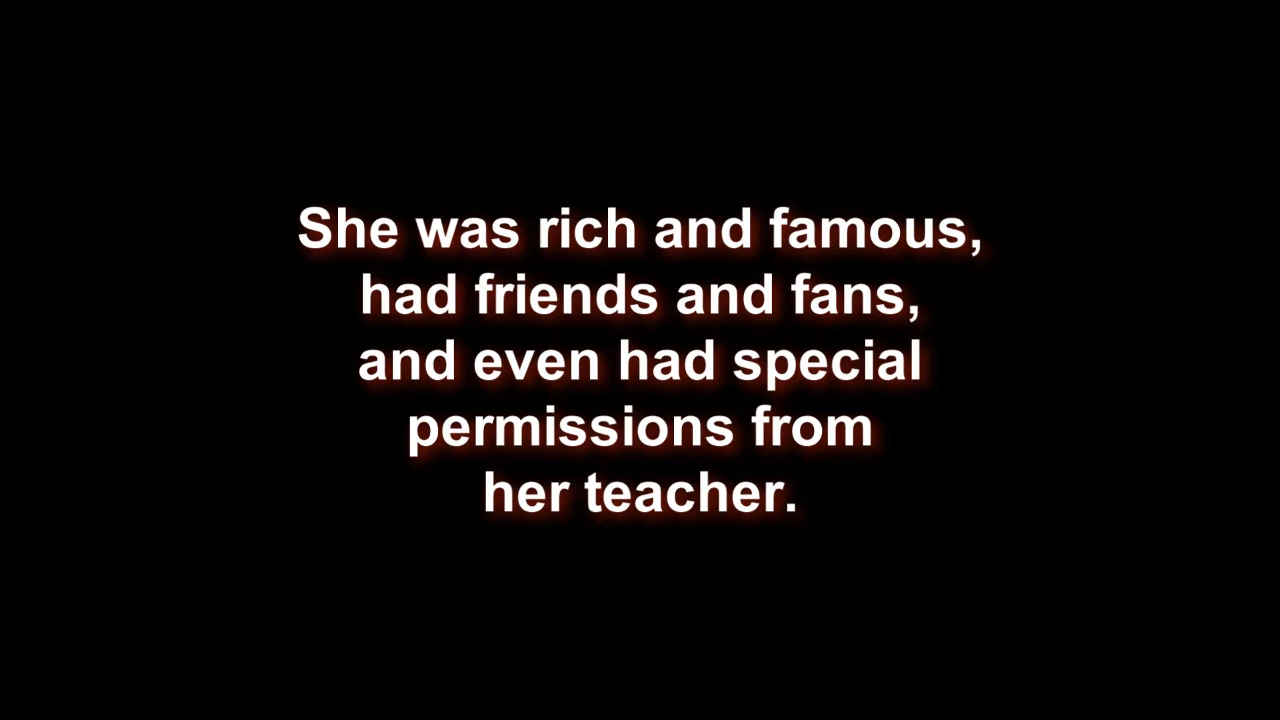 She was rich and famous,
had friends and fans,
and even had special
permissions from
her teacher.